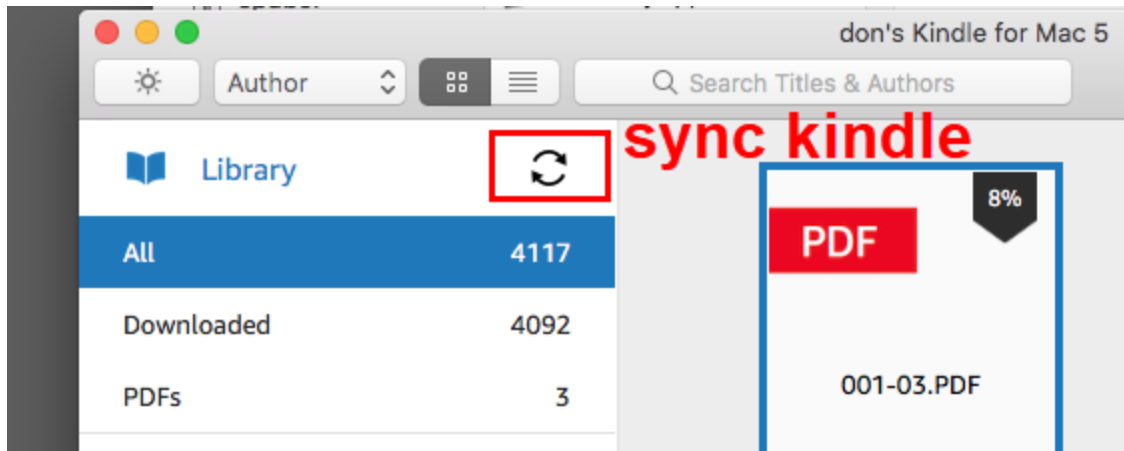 don's Kindle for Mac 5
Author
Search Titles & Authors
sync kindle
Library
8%
PDF
All 4117
Downloaded 4092
001-03.PDF
PDFs 3